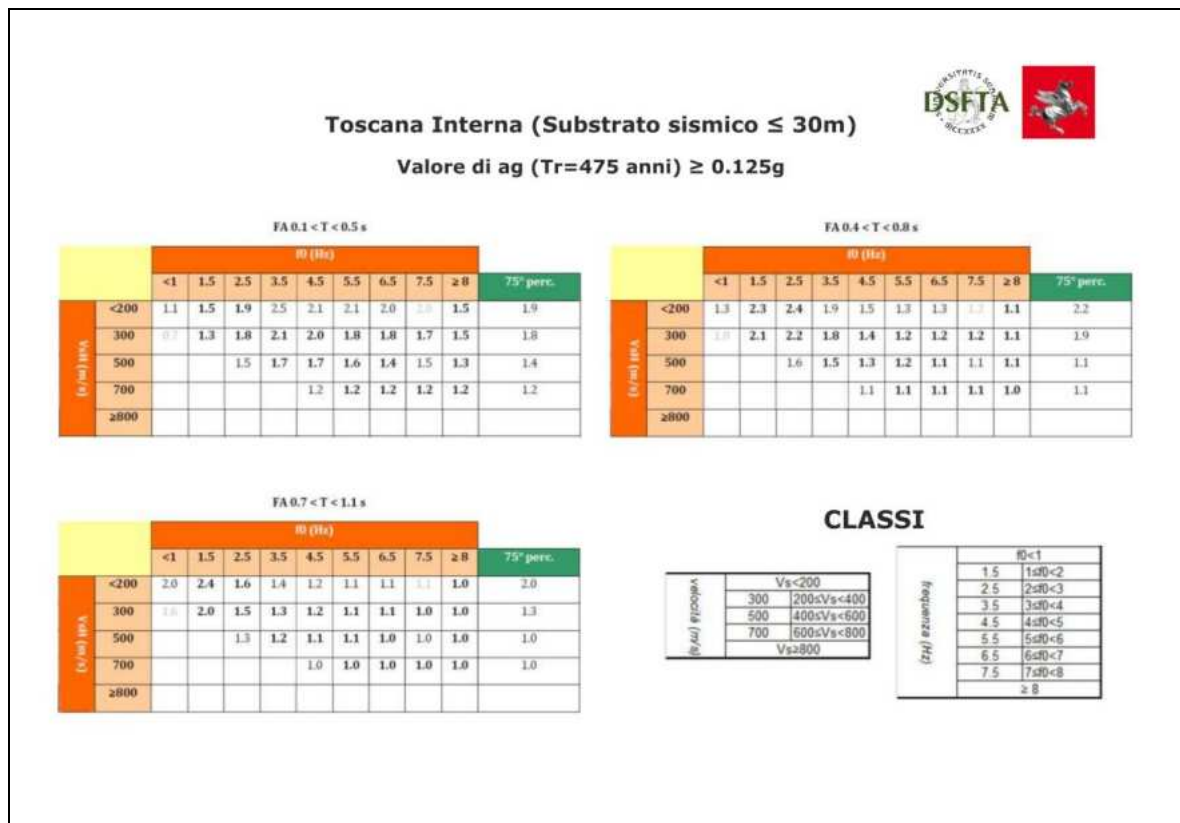 DSFTA
Toscana Interna (Substrato sismico ≤ 30m)
Valore di ag (Tr=475 anni) ≥ 0.125g
FA 0.1 < T < 0.5 s
f0 (Hz)
<1 1.5 2.5 3.5 4.5 5.5 6.5 7.5 ≥ 8 75° perc.
VsH (m/s)
<200 1.1 1.5 1.9 2.5 2.1 2.1 2.0 1.5 1.9
300 1.3 1.8 2.1 2.0 1.8 1.8 1.7 1.5 1.8
500 1.5 1.7 1.7 1.6 1.4 1.5 1.3 1.4
700 1.2 1.2 1.2 1.2 1.2 1.2
≥800
FA 0.4 < T < 0.8 s
f0 (Hz)
<1 1.5 2.5 3.5 4.5 5.5 6.5 7.5 ≥ 8 75° perc.
VsH (m/s)
<200 1.3 2.3 2.4 1.9 1.5 1.3 1.3 1.1 2.2
300 2.1 2.2 1.8 1.4 1.2 1.2 1.2 1.1 1.9
500 1.6 1.5 1.3 1.2 1.1 1.1 1.1 1.1
700 1.1 1.1 1.1 1.1 1.0 1.1
≥800
FA 0.7 < T < 1.1 s
f0 (Hz)
<1 1.5 2.5 3.5 4.5 5.5 6.5 7.5 ≥ 8 75° perc.
VsH (m/s)
<200 2.0 2.4 1.6 1.4 1.2 1.1 1.1 1.1 1.0 2.0
300 2.0 1.5 1.3 1.2 1.1 1.1 1.0 1.0 1.3
500 1.3 1.2 1.1 1.1 1.0 1.0 1.0 1.0
700 1.0 1.0 1.0 1.0 1.0 1.0
≥800
CLASSI
velocità (m/s)
Vs<200
300 200≤Vs<400
500 400≤Vs<600
700 600≤Vs<800
Vs≥800
frequenza (Hz)
f0<1
1.5 1≤f0<2
2.5 2≤f0<3
3.5 3≤f0<4
4.5 4≤f0<5
5.5 5≤f0<6
6.5 6≤f0<7
7.5 7≤f0<8
≥ 8